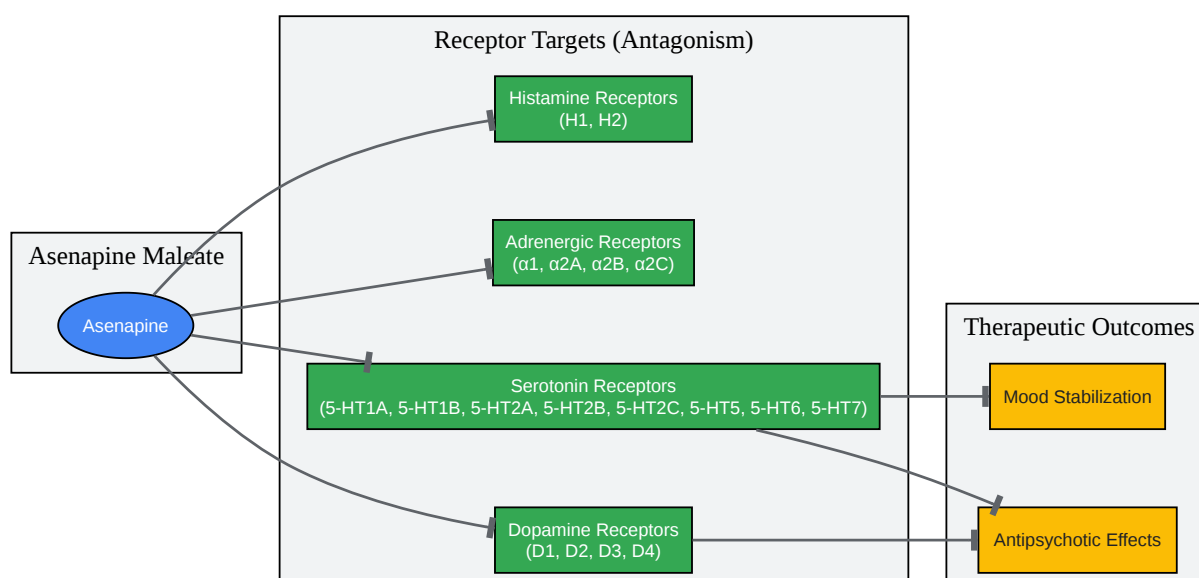 Receptor Targets (Antagonism)
Histamine Receptors
(H1, H2)
Adrenergic Receptors
(α1, α2A, α2B, α2C)
Asenapine Maleate
Asenapine
Serotonin Receptors
(5-HT1A, 5-HT1B, 5-HT2A, 5-HT2B, 5-HT2C, 5-HT5, 5-HT6, 5-HT7)
Dopamine Receptors
(D1, D2, D3, D4)
Therapeutic Outcomes
Mood Stabilization
Antipsychotic Effects